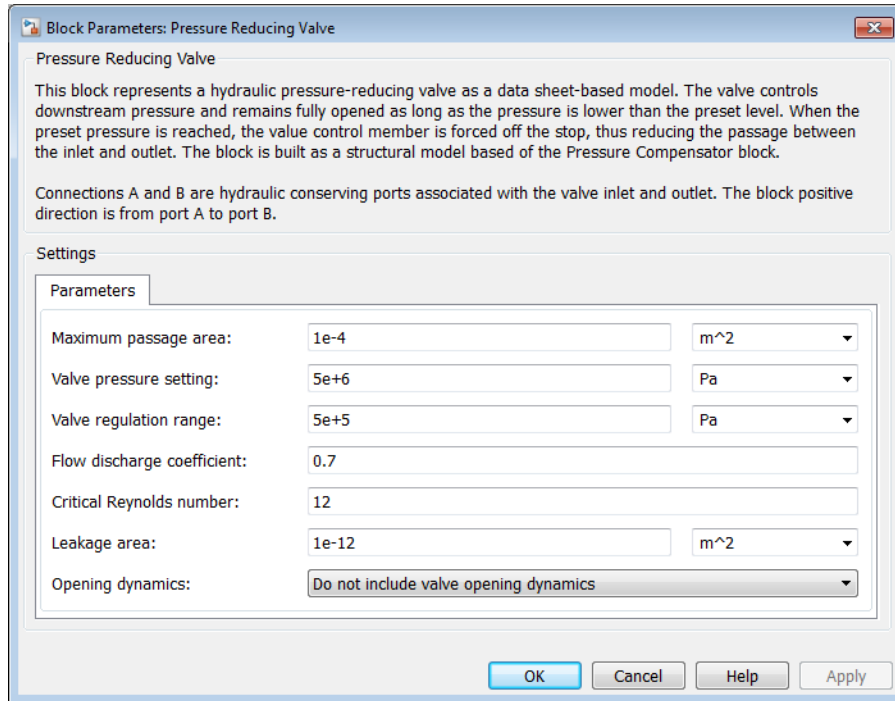 Block Parameters: Pressure Reducing Valve
Pressure Reducing Valve
This block represents a hydraulic pressure-reducing valve as a data sheet-based model. The valve controls
downstream pressure and remains fully opened as long as the pressure is lower than the preset level. When the
preset pressure is reached, the value control member is forced off the stop, thus reducing the passage between
the inlet and outlet. The block is built as a structural model based of the Pressure Compensator block.
Connections A and B are hydraulic conserving ports associated with the valve inlet and outlet. The block positive
direction is from port A to port B.
Settings
Parameters
Maximum passage area: 1e-4 m^2
Valve pressure setting: 5e+6 Pa
Valve regulation range: 5e+5 Pa
Flow discharge coefficient: 0.7
Critical Reynolds number: 12
Leakage area: 1e-12 m^2
Opening dynamics: Do not include valve opening dynamics
OK Cancel Help Apply